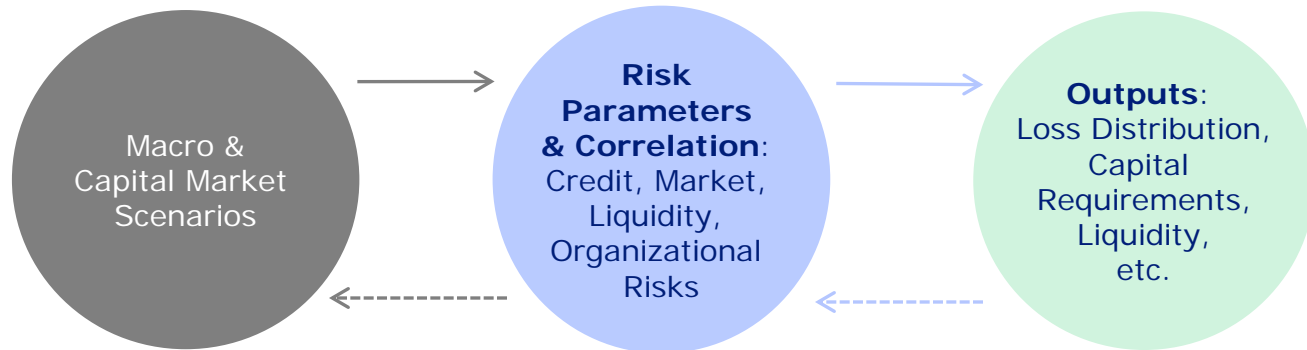 Macro &
Capital Market
Scenarios
Risk
Parameters
& Correlation:
Credit, Market,
Liquidity,
Organizational
Risks
Outputs:
Loss Distribution,
Capital
Requirements,
Liquidity,
etc.